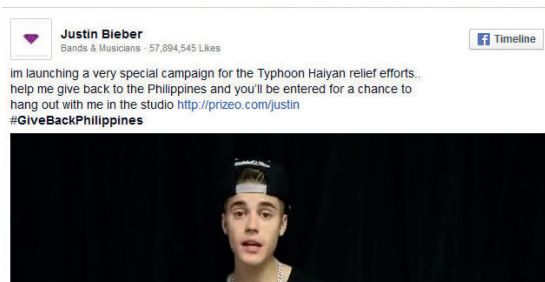 Justin Bieber
Bands & Musicians · 57,894,545 Likes
Timeline
im launching a very special campaign for the Typhoon Haiyan relief efforts..
help me give back to the Philippines and you'll be entered for a chance to
hang out with me in the studio http://prizeo.com/justin
#GiveBackPhilippines